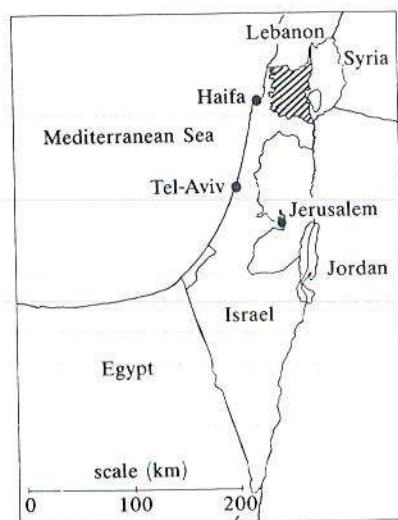 Lebanon
Syria
Haifa
Mediterranean Sea
Tel-Aviv
Jerusalem
Jordan
Israel
Egypt
scale (km)
0 100 200